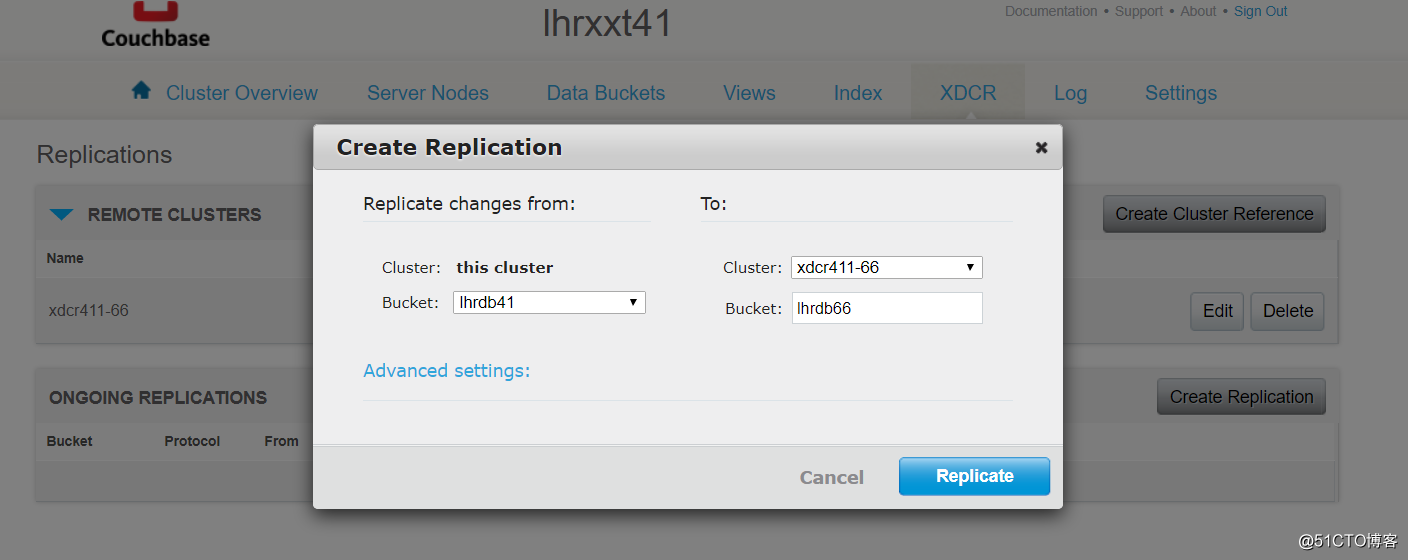 Couchbase
lhrxxt41
Documentation • Support • About • Sign Out
Cluster Overview Server Nodes Data Buckets Views Index XDCR Log Settings
Replications
REMOTE CLUSTERS
Create Cluster Reference
Name
xdcr411-66
Edit Delete
ONGOING REPLICATIONS
Create Replication
Bucket Protocol From
Create Replication
Replicate changes from:
To:
Cluster: this cluster
Cluster: xdcr411-66
Bucket: lhrdb41
Bucket: lhrdb66
Advanced settings:
Cancel
Replicate
@51CTO博客